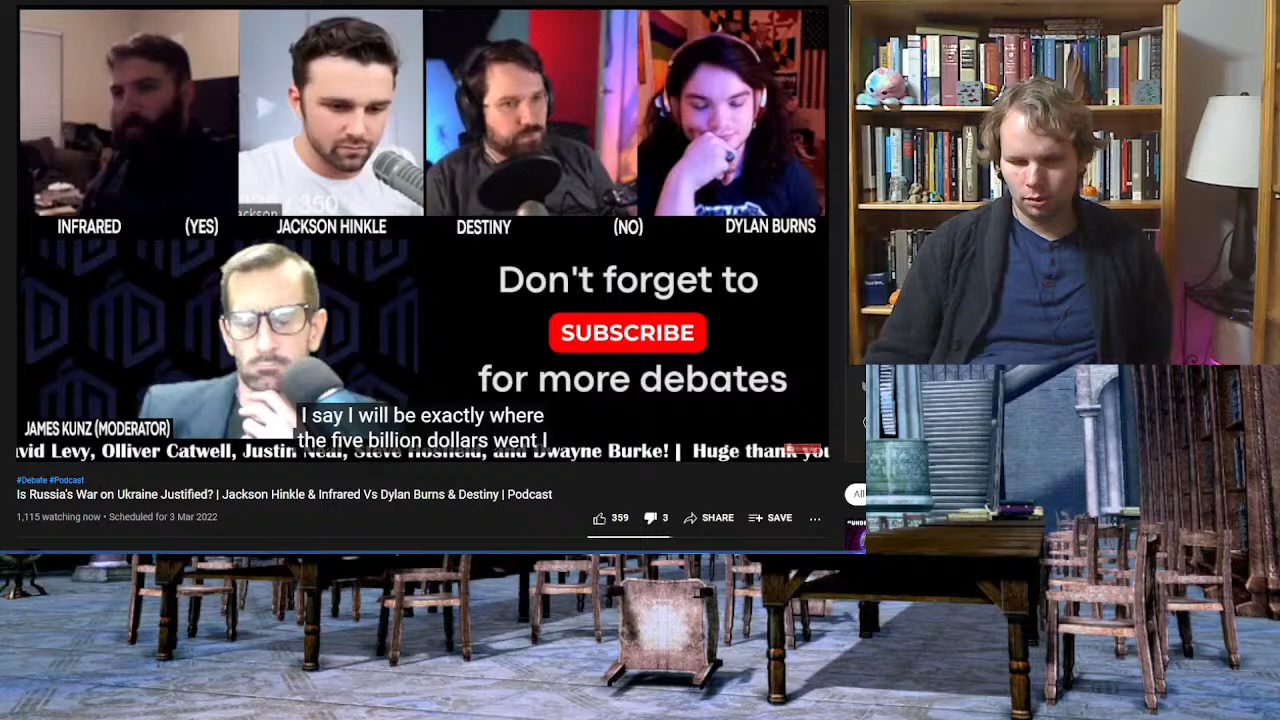 INFRARED (YES) JACKSON HINKLE DESTINY (NO) DYLAN BURNS
Don't forget to
SUBSCRIBE
for more debates
JAMES KUNZ (MODERATOR)
I say I will be exactly where
the five billion dollars went I
vid Levy, Olliver Catwell, Justin Neal, Steve Hosfield, and Dwayne Burke! | Huge thank you
#Debate #Podcast
Is Russia's War on Ukraine Justified? | Jackson Hinkle & Infrared Vs Dylan Burns & Destiny | Podcast
1,115 watching now • Scheduled for 3 Mar 2022
359 3 SHARE SAVE ...
All